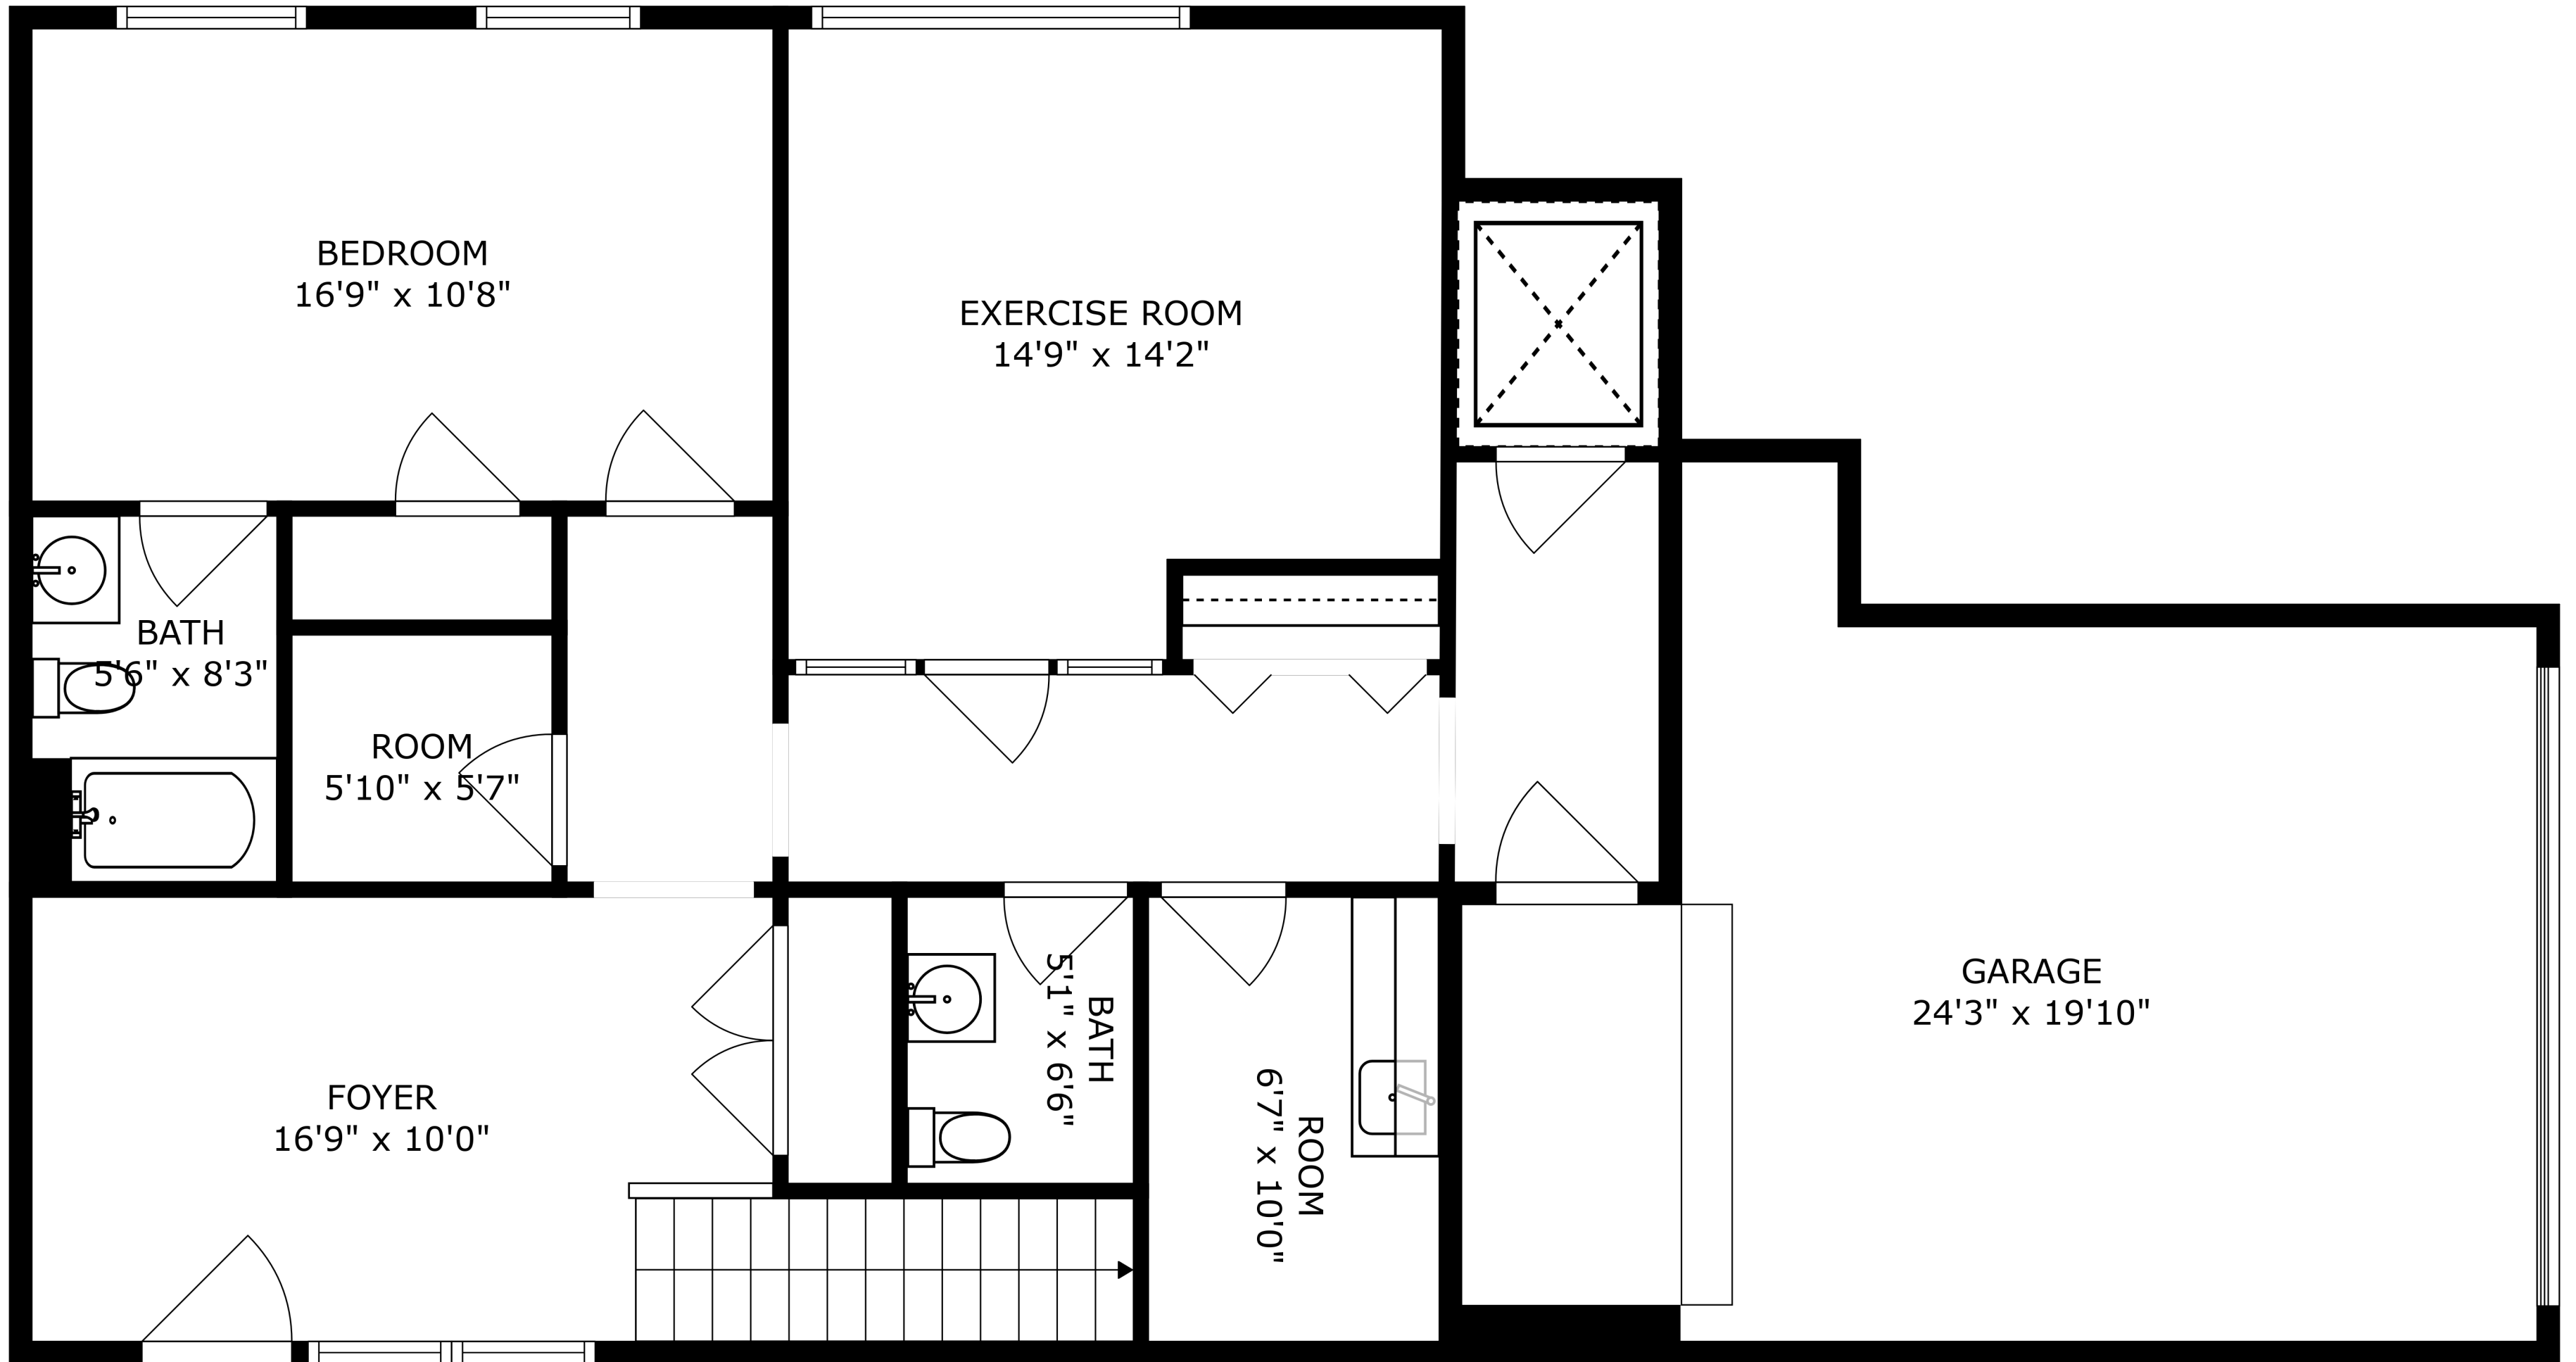 BEDROOM
16'9" x 10'8"
EXERCISE ROOM
14'9" x 14'2"
BATH
5'6" x 8'3"
ROOM
5'10" x 5'7"
GARAGE
24'3" x 19'10"
FOYER
16'9" x 10'0"
BATH
5'1" x 6'6"
ROOM
6'7" x 10'0"